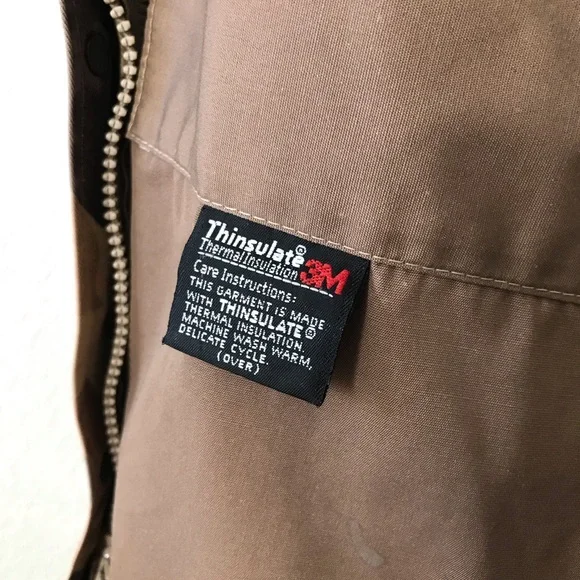 Thinsulate®
Thermal Insulation 3M
Care Instructions:
THIS GARMENT IS MADE
WITH THINSULATE®
THERMAL INSULATION.
MACHINE WASH WARM,
DELICATE CYCLE.
(OVER)